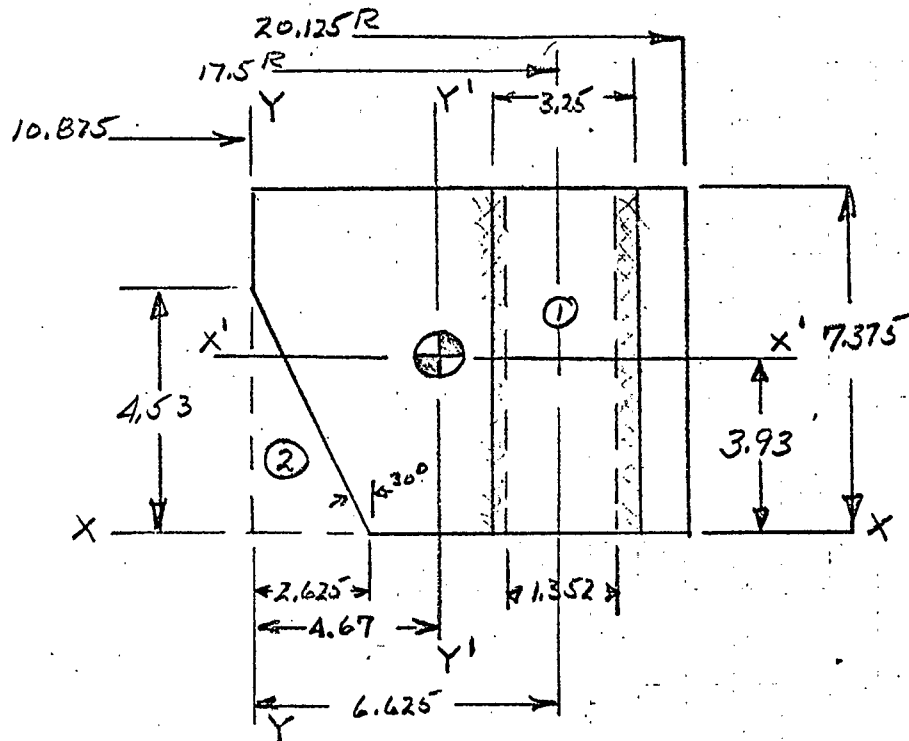 20.125 R
17.5 R
Y Y'
3.25
10.875
①
X' X' 7.375
4.53
3.93
②
30°
X X
2.625 1.352
4.67
Y'
6.625
Y